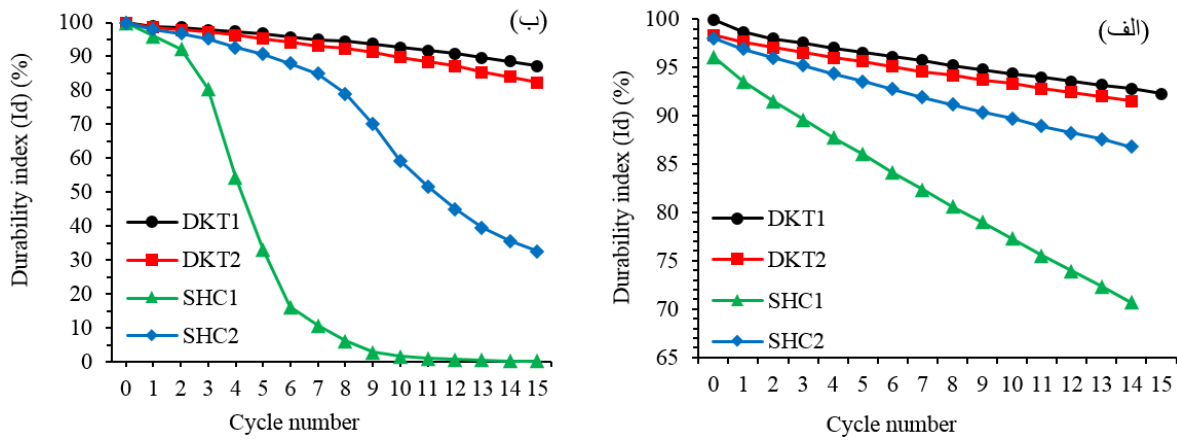 (ب)
Durability index (Id) (%)
100
90
80
70
60
50
40
30
20
10
0
DKT1
DKT2
SHC1
SHC2
0 1 2 3 4 5 6 7 8 9 10 11 12 13 14 15
Cycle number
(الف)
Durability index (Id) (%)
100
95
90
85
80
75
70
65
DKT1
DKT2
SHC1
SHC2
0 1 2 3 4 5 6 7 8 9 10 11 12 13 14 15
Cycle number